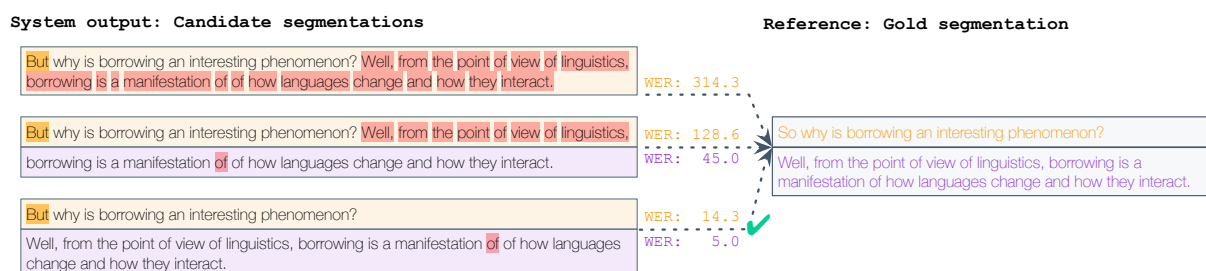 System output: Candidate segmentations
Reference: Gold segmentation
But why is borrowing an interesting phenomenon? Well, from the point of view of linguistics,
borrowing is a manifestation of of how languages change and how they interact.
WER: 314.3
But why is borrowing an interesting phenomenon? Well, from the point of view of linguistics,
WER: 128.6
borrowing is a manifestation of of how languages change and how they interact.
WER: 45.0
So why is borrowing an interesting phenomenon?
Well, from the point of view of linguistics, borrowing is a
manifestation of how languages change and how they interact.
But why is borrowing an interesting phenomenon?
WER: 14.3
Well, from the point of view of linguistics, borrowing is a manifestation of of how languages
change and how they interact.
WER: 5.0